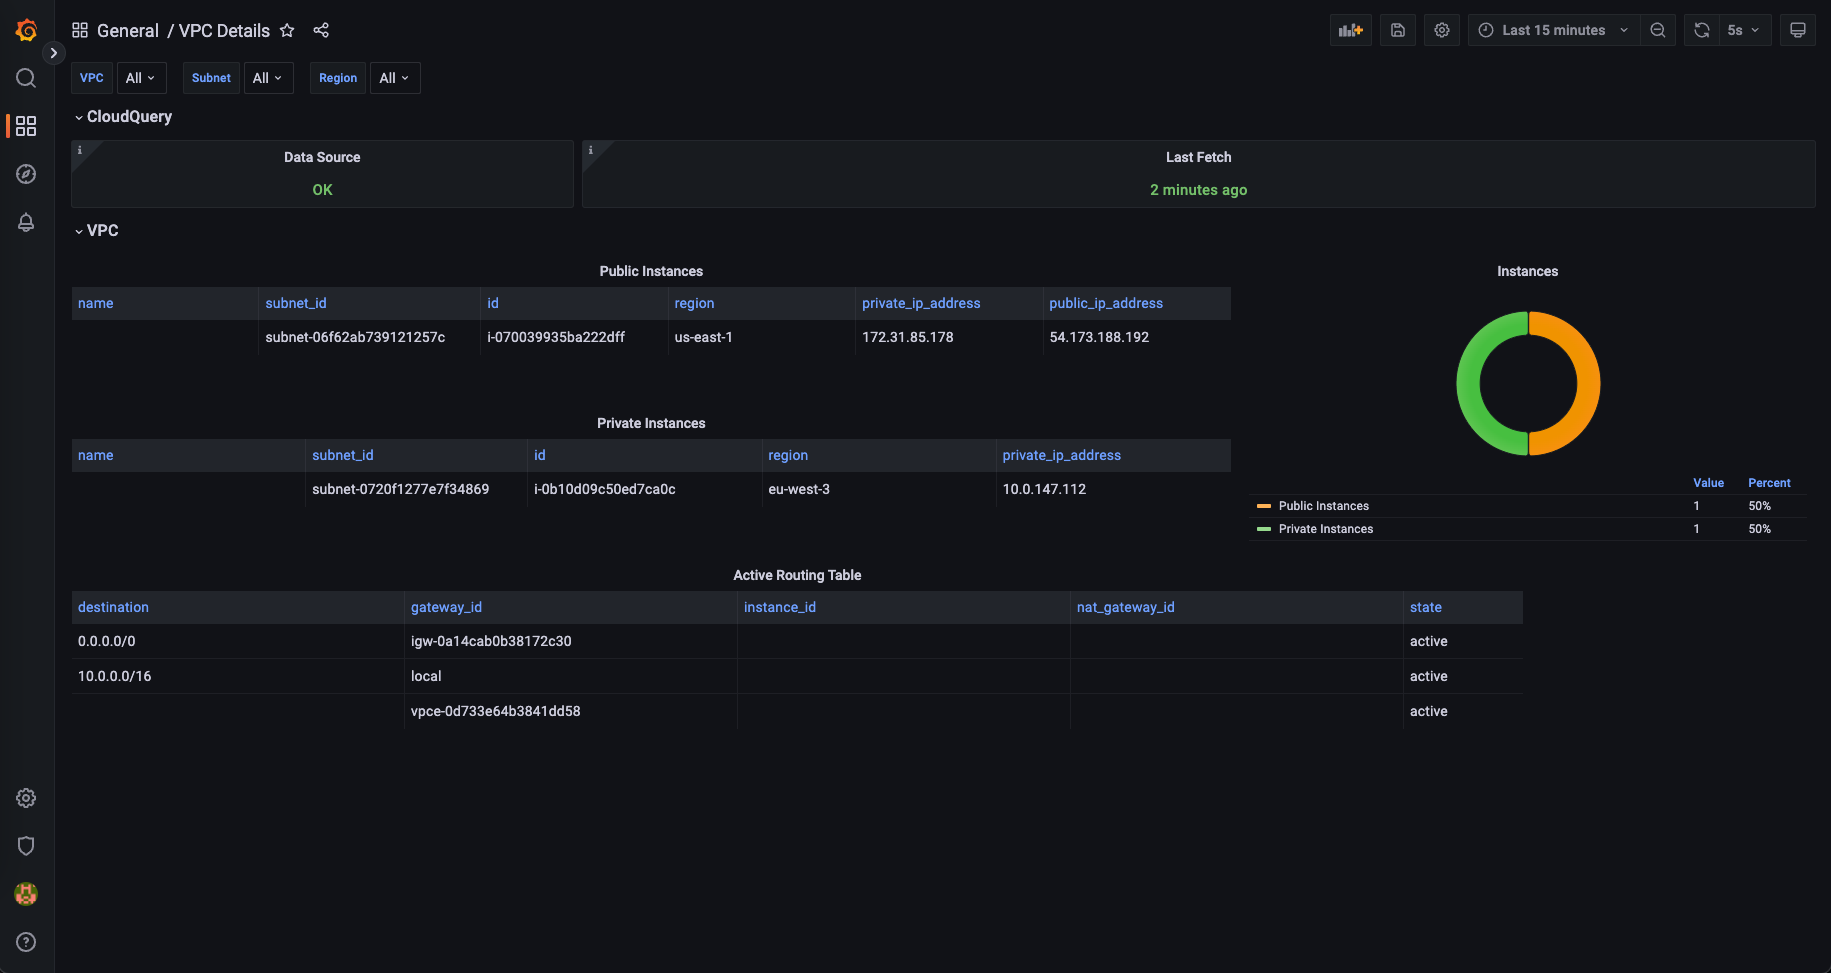 General / VPC Details
Last 15 minutes
5s
VPC All Subnet All Region All
CloudQuery
i Data Source
OK
i Last Fetch
2 minutes ago
VPC
Public Instances
name subnet_id id region private_ip_address public_ip_address
subnet-06f62ab739121257c i-070039935ba222dff us-east-1 172.31.85.178 54.173.188.192
Private Instances
name subnet_id id region private_ip_address
subnet-0720f1277e7f34869 i-0b10d09c50ed7ca0c eu-west-3 10.0.147.112
Instances
Value Percent
Public Instances 1 50%
Private Instances 1 50%
Active Routing Table
destination gateway_id instance_id nat_gateway_id state
0.0.0.0/0 igw-0a14cab0b38172c30 active
10.0.0.0/16 local active
vpce-0d733e64b3841dd58 active